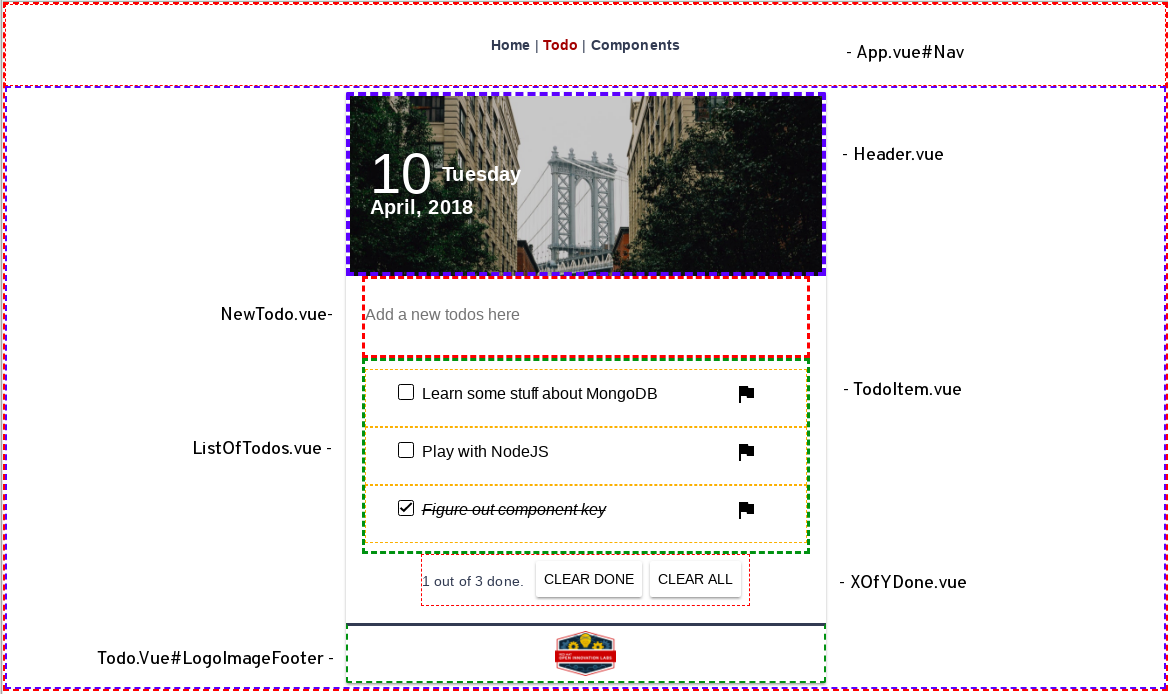 Home | Todo | Components
- App.vue#Nav
10 Tuesday
April, 2018
- Header.vue
NewTodo.vue-
Add a new todos here
Learn some stuff about MongoDB
- TodoItem.vue
ListOfTodos.vue -
Play with NodeJS
Figure out component key
1 out of 3 done.
CLEAR DONE
CLEAR ALL
- XOfYDone.vue
Todo.Vue#LogoImageFooter -
RED HAT
OPEN INNOVATION LABS